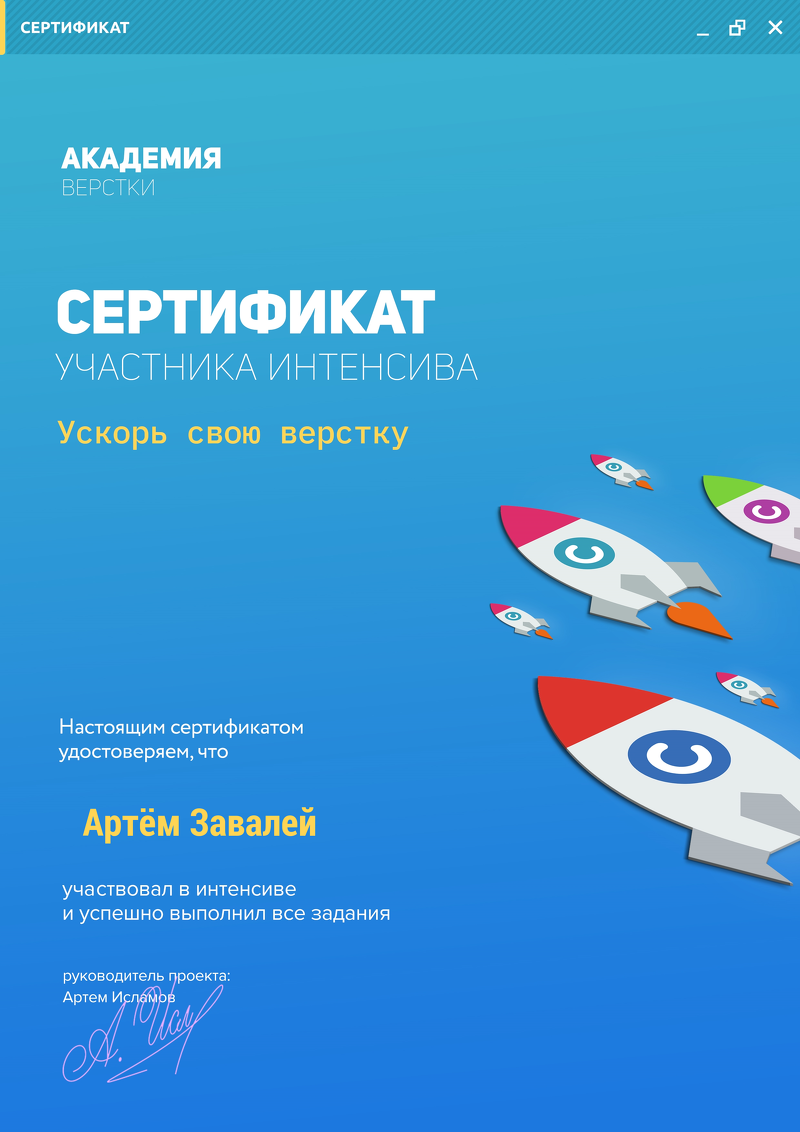 СЕРТИФИКАТ
АКАДЕМИЯ
ВЕРСТКИ
СЕРТИФИКАТ
УЧАСТНИКА ИНТЕНСИВА
Ускорь свою верстку
Настоящим сертификатом
удостоверяем, что
Артём Завалей
участвовал в интенсиве
и успешно выполнил все задания
руководитель проекта:
Артем Исламов